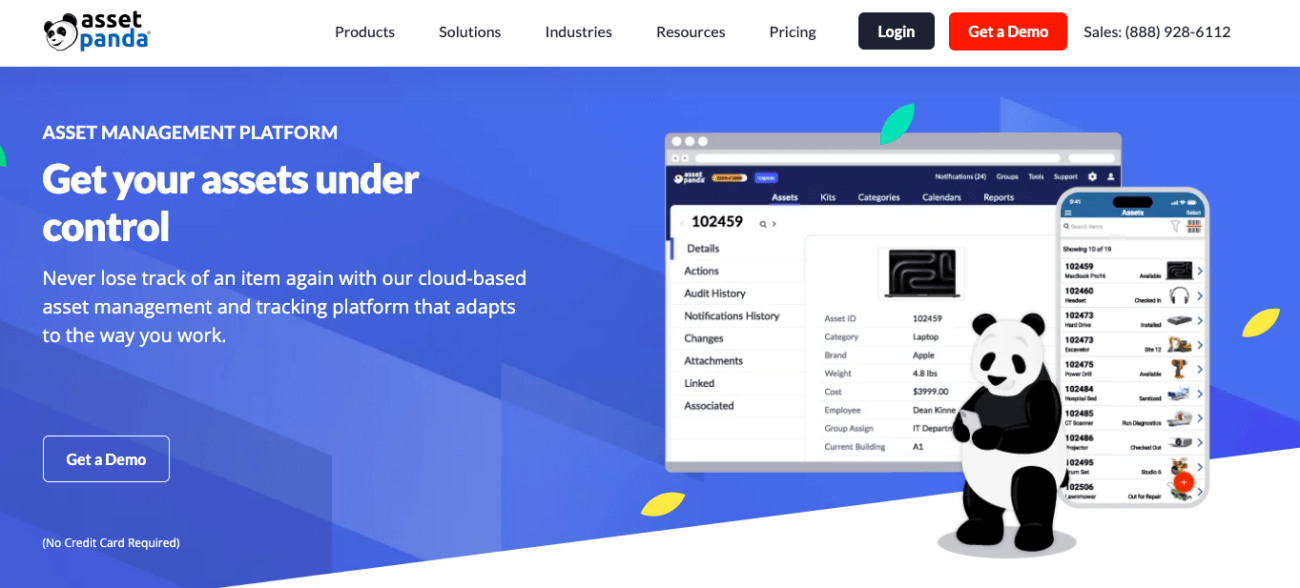 asset
panda
Products
Solutions
Industries
Resources
Pricing
Login
Get a Demo
Sales: (888) 928-6112
ASSET MANAGEMENT PLATFORM
Get your assets under
control
Never lose track of an item again with our cloud-based
asset management and tracking platform that adapts
to the way you work.
Get a Demo
(No Credit Card Required)
asset
panda
Notifications (24)
Groups
Tools
Support
Assets
Kits
Categories
Calendars
Reports
102459
Details
Actions
Audit History
Notifications History
Changes
Attachments
Linked
Associated
Asset ID 102459
Category Laptop
Brand Apple
Weight 4.8 lbs
Cost $3999.00
Employee Dean Kinne
Group Assign IT Departm
Current Building A1
9:41
Assets
Select
Search items
Showing 10 of 19
102459
MacBook Pro16 Available
102460
Headset Checked In
102473
Hard Drive Installed
102473
Excavator Site 12
102475
Power Drill Available
102484
Hospital Bed Sanitized
102485
CT Scanner Run Diagnostics
102486
Projector Checked Out
102495
Drum Set Studio 6
102506
Lawnmower Out for Repair